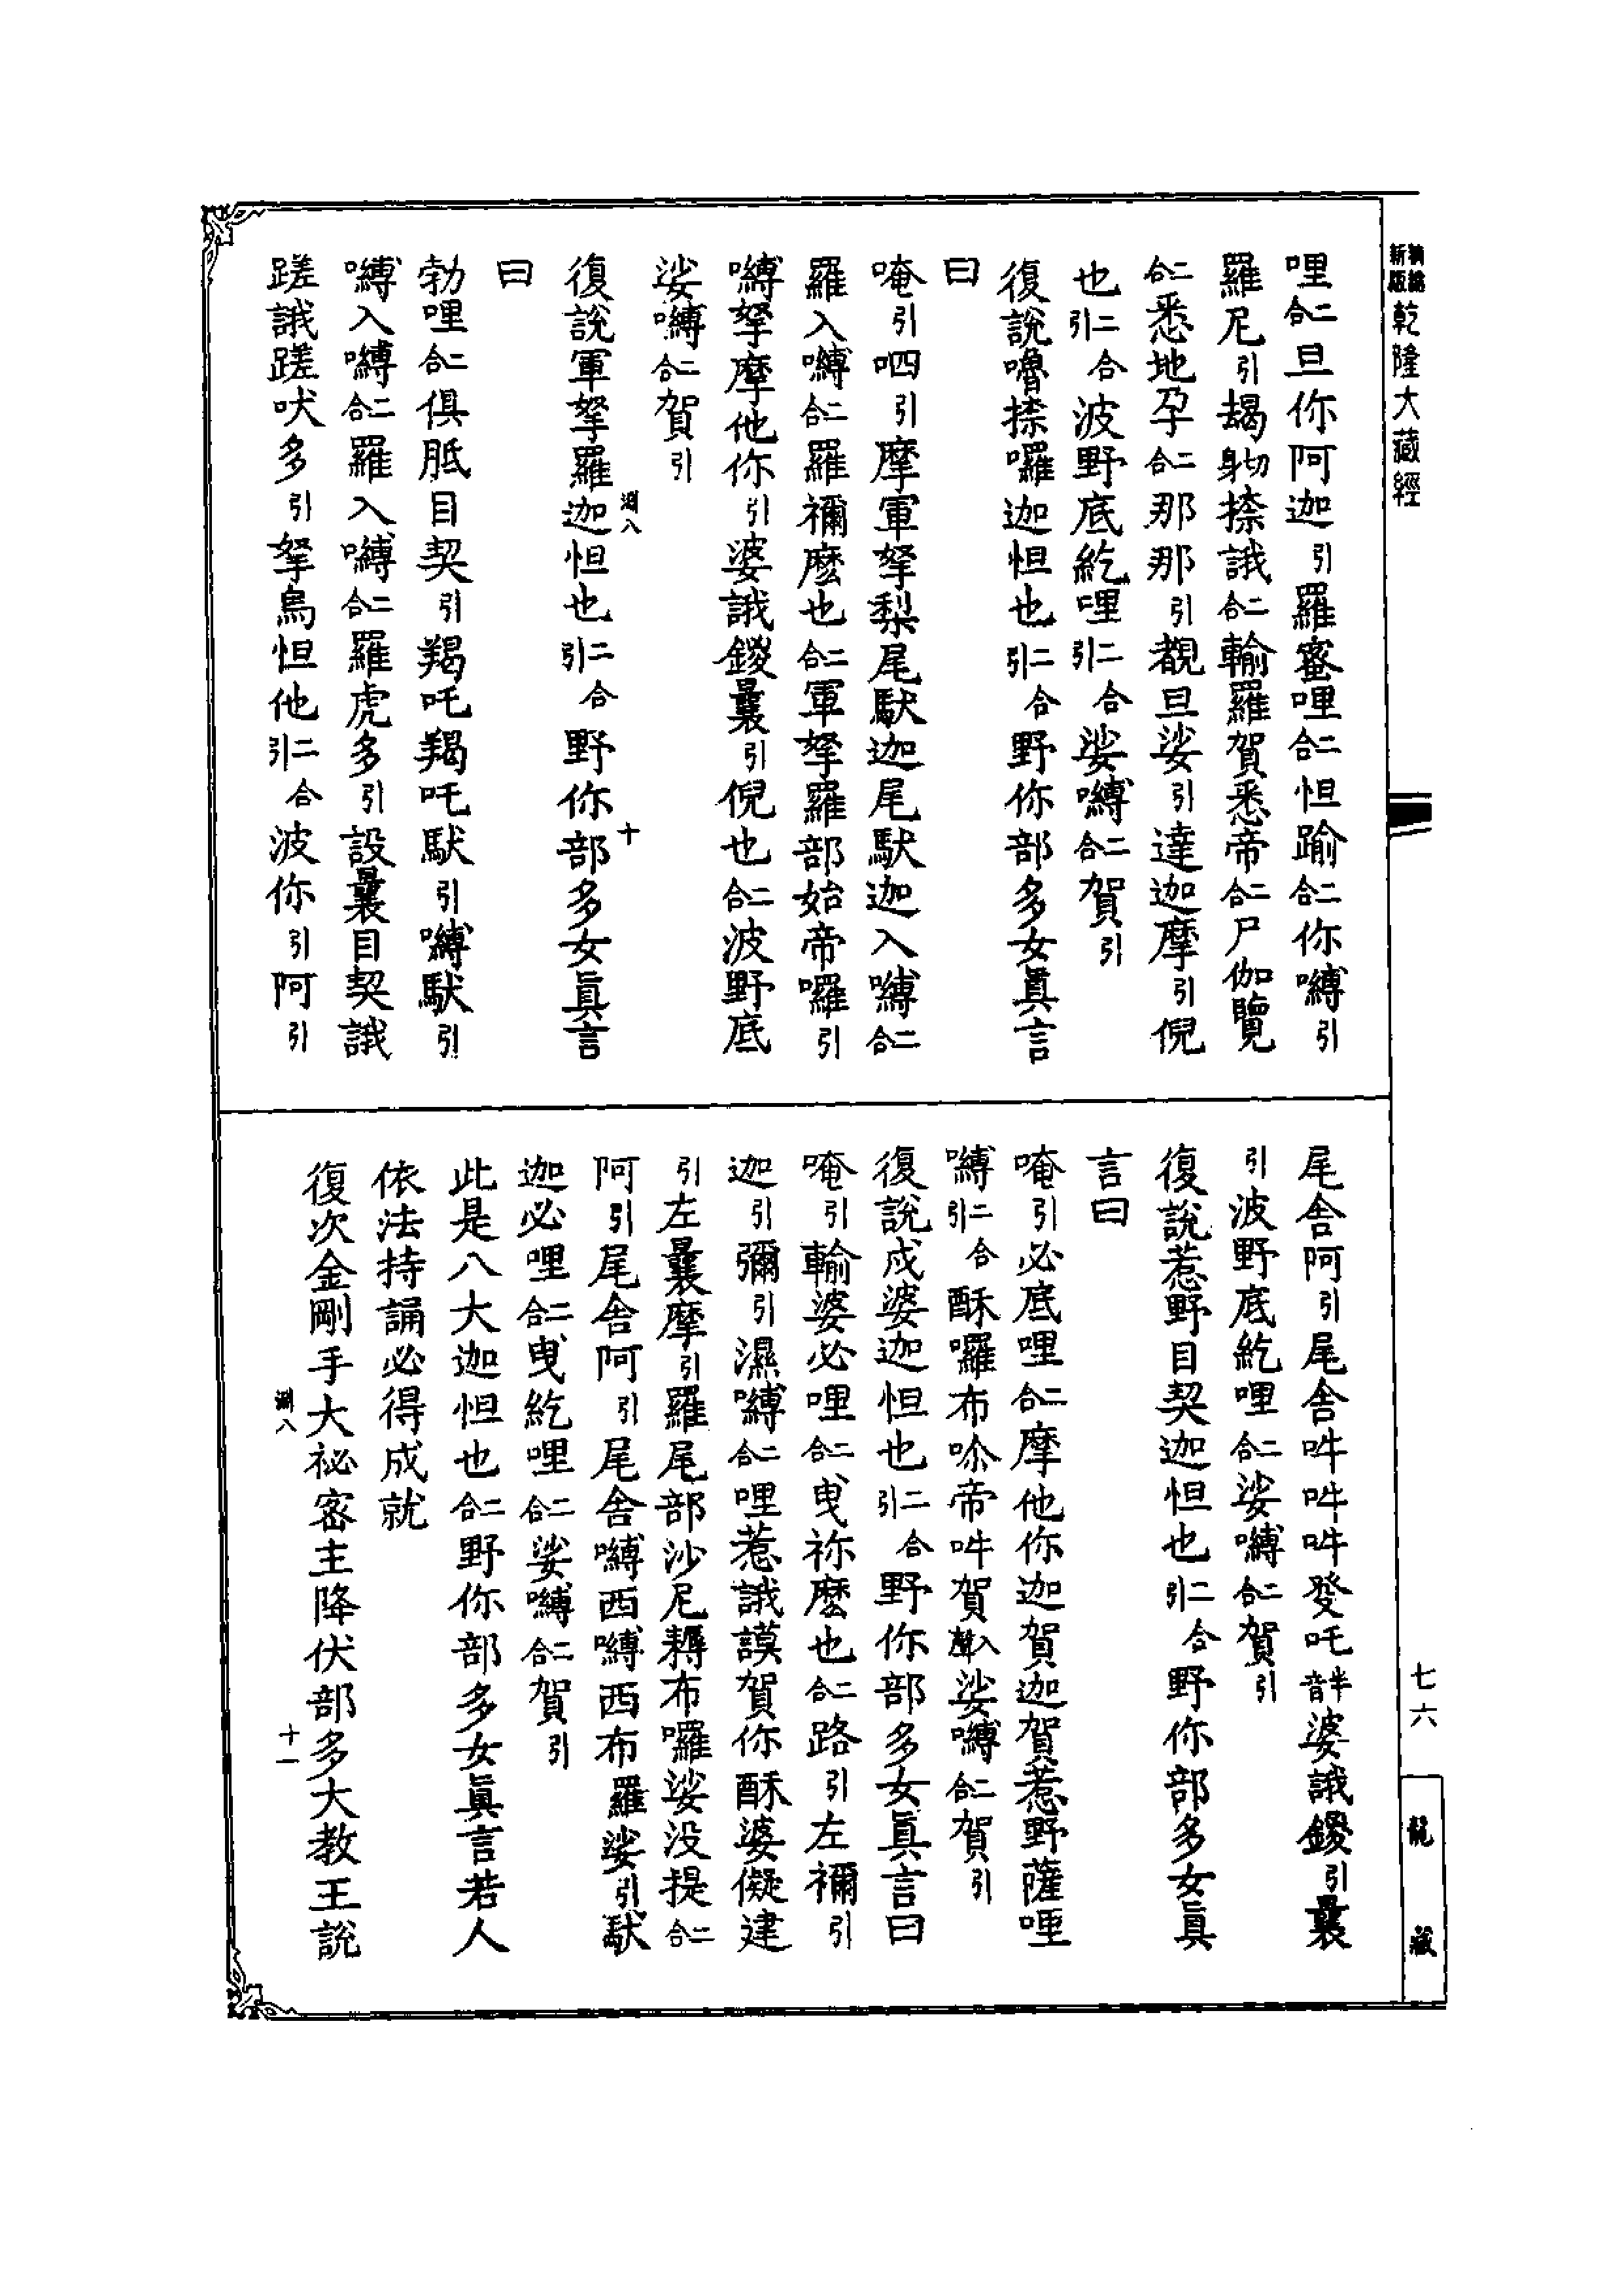 乾隆大藏經
哩二合旦你阿迦引羅蜜哩二合怛踰二合你嚩引
羅尼引朅身切捺誐二合輸羅賀悉帝二合尸伽覽
二合悉地孕二合那那引覩旦娑引達迦摩引倪
也二合引波野底紇哩二合引娑嚩二合賀引
復說嚕捺囉迦怛也二合引野你部多女眞言
曰
唵引呬引摩軍拏梨尾馱迦尾馱迦入嚩二合
羅入嚩二合羅禰麽也二合軍拏羅部始帝囉引
嚩拏摩他你引婆誐鑁曩引倪也二合波野底
娑嚩二合賀引
復說軍拏羅迦怛也二合引野你部多女眞言
曰
勃哩二合俱胝目契引羯吒羯吒馱引嚩馱引
嚩入嚩二合羅入嚩二合羅虎多引設曩目契誐
蹉誐蹉吠多引拏烏怛他二合引波你引阿引
尾舍阿引尾舍吽吽吽發吒半音婆誐鑁引曩
引波野底紇哩二合娑嚩二合賀引
復說惹野目契迦怛也二合引野你部多女眞
言曰
唵引必底哩二合摩他你迦賀迦賀惹野薩哩
嚩二合引酥囉布帝吽賀入聲娑嚩二合賀引
復說戍婆迦怛也二合引野你部多女眞言曰
唵引輸婆必哩二合曳祢麽也二合路引左禰引
迦引彌引濕嚩二合哩惹誐謨賀你酥婆儗建
引左曩摩引羅尾部沙尼耨布囉娑没提二合
阿引尾舍阿引尾舍嚩西嚩西布羅娑引馱
迦必哩二合曳紇哩二合娑嚩二合賀引
此是八大迦怛也二合野你部多女眞言若人
依法持誦必得成就
復次金剛手大祕密主降伏部多大教王說
十
十一
七六
龍藏